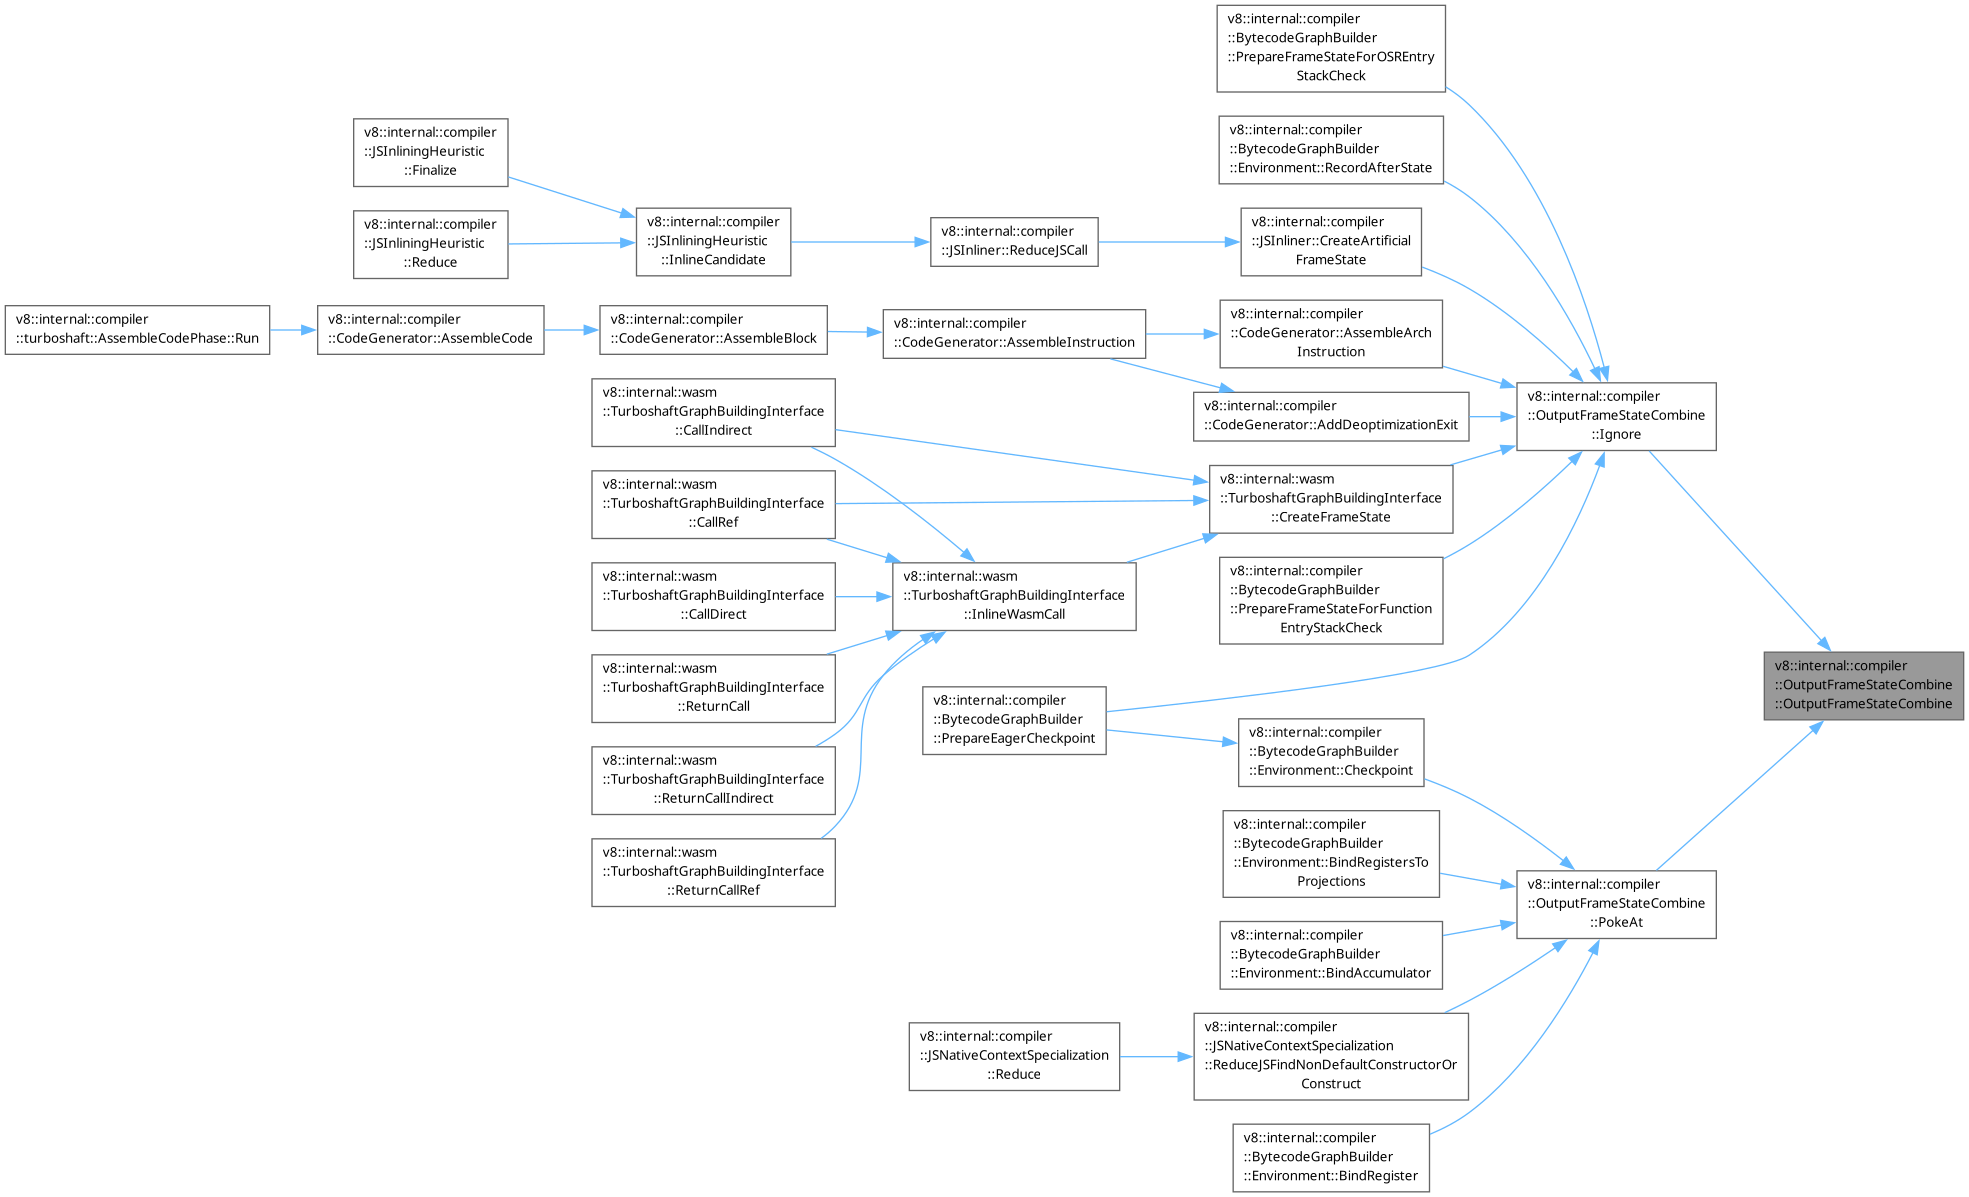 v8::internal::compiler
::BytecodeGraphBuilder
::PrepareFrameStateForOSREntry
StackCheck
v8::internal::compiler
::JSInliningHeuristic
::Finalize
v8::internal::compiler
::BytecodeGraphBuilder
::Environment::RecordAfterState
v8::internal::compiler
::JSInliningHeuristic
::Reduce
v8::internal::compiler
::JSInliningHeuristic
::InlineCandidate
v8::internal::compiler
::JSInliner::ReduceJSCall
v8::internal::compiler
::JSInliner::CreateArtificial
FrameState
v8::internal::compiler
::turboshaft::AssembleCodePhase::Run
v8::internal::compiler
::CodeGenerator::AssembleCode
v8::internal::compiler
::CodeGenerator::AssembleBlock
v8::internal::compiler
::CodeGenerator::AssembleInstruction
v8::internal::compiler
::CodeGenerator::AssembleArch
Instruction
v8::internal::wasm
::TurboshaftGraphBuildingInterface
::CallIndirect
v8::internal::compiler
::CodeGenerator::AddDeoptimizationExit
v8::internal::compiler
::OutputFrameStateCombine
::Ignore
v8::internal::wasm
::TurboshaftGraphBuildingInterface
::CallRef
v8::internal::wasm
::TurboshaftGraphBuildingInterface
::CreateFrameState
v8::internal::wasm
::TurboshaftGraphBuildingInterface
::CallDirect
v8::internal::wasm
::TurboshaftGraphBuildingInterface
::InlineWasmCall
v8::internal::compiler
::BytecodeGraphBuilder
::PrepareFrameStateForFunction
EntryStackCheck
v8::internal::wasm
::TurboshaftGraphBuildingInterface
::ReturnCall
v8::internal::compiler
::OutputFrameStateCombine
::OutputFrameStateCombine
v8::internal::compiler
::BytecodeGraphBuilder
::PrepareEagerCheckpoint
v8::internal::compiler
::BytecodeGraphBuilder
::Environment::Checkpoint
v8::internal::wasm
::TurboshaftGraphBuildingInterface
::ReturnCallIndirect
v8::internal::compiler
::BytecodeGraphBuilder
::Environment::BindRegistersTo
Projections
v8::internal::wasm
::TurboshaftGraphBuildingInterface
::ReturnCallRef
v8::internal::compiler
::OutputFrameStateCombine
::PokeAt
v8::internal::compiler
::BytecodeGraphBuilder
::Environment::BindAccumulator
v8::internal::compiler
::JSNativeContextSpecialization
::Reduce
v8::internal::compiler
::JSNativeContextSpecialization
::ReduceJSFindNonDefaultConstructorOr
Construct
v8::internal::compiler
::BytecodeGraphBuilder
::Environment::BindRegister